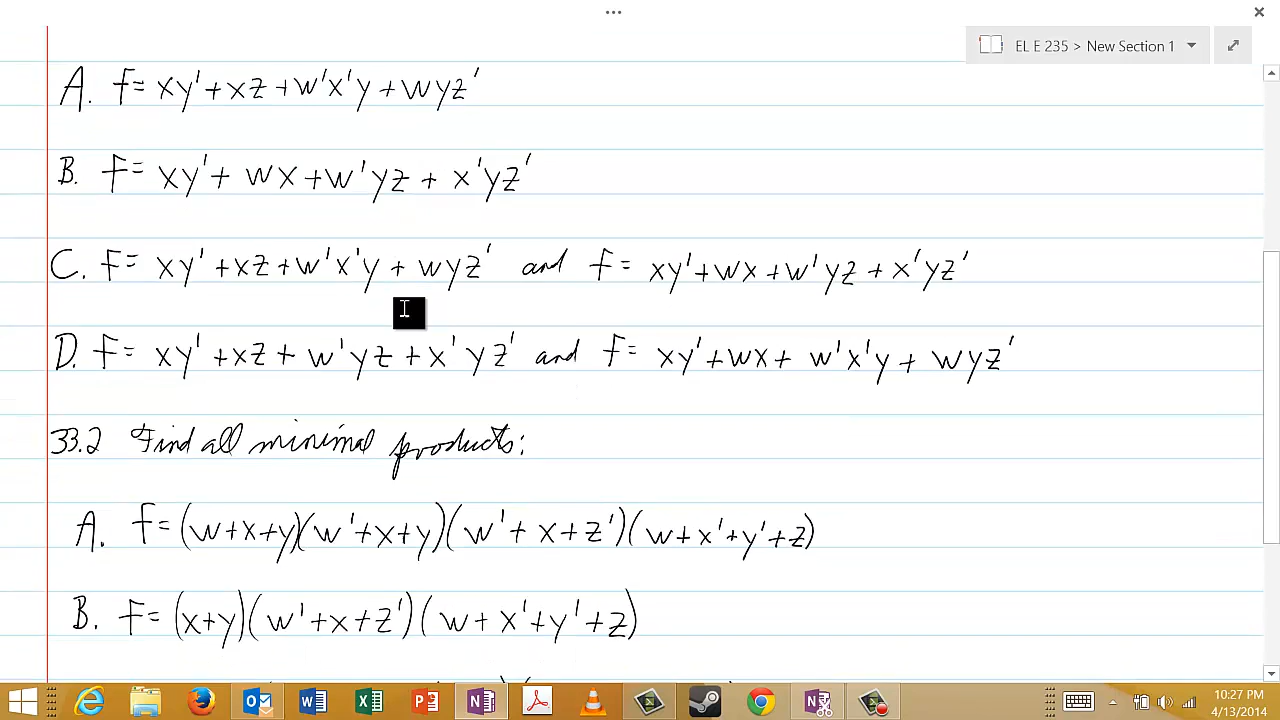 EL E 235 > New Section 1
A. f = xy' + xz + w'x'y + wyz'
B. f = xy' + wx + w'yz + x'yz'
C. f = xy' + xz + w'x'y + wyz' and f = xy' + wx + w'yz + x'yz'
D. f = xy' + xz + w'yz + x'yz' and f = xy' + wx + w'x'y + wyz'
33.2 Find all minimal products:
A. f = (w+x+y)(w'+x+y)(w'+x+z')(w+x'+y'+z)
B. f = (x+y)(w'+x+z')(w+x'+y'+z)
10:27 PM
4/13/2014